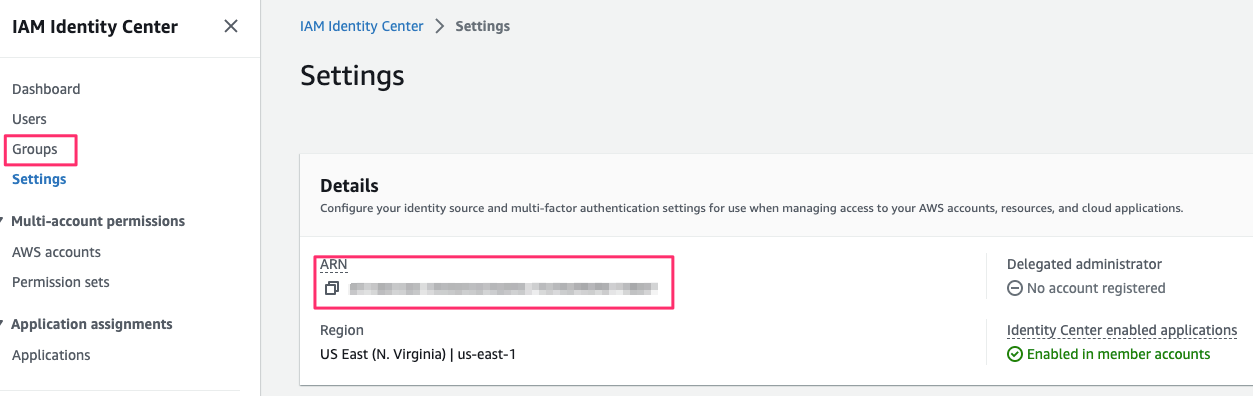 IAM Identity Center
Dashboard
Users
Groups
Settings
Multi-account permissions
AWS accounts
Permission sets
Application assignments
Applications
IAM Identity Center > Settings
Settings
Details
Configure your identity source and multi-factor authentication settings for use when managing access to your AWS accounts, resources, and cloud applications.
ARN
Region
US East (N. Virginia) | us-east-1
Delegated administrator
No account registered
Identity Center enabled applications
Enabled in member accounts